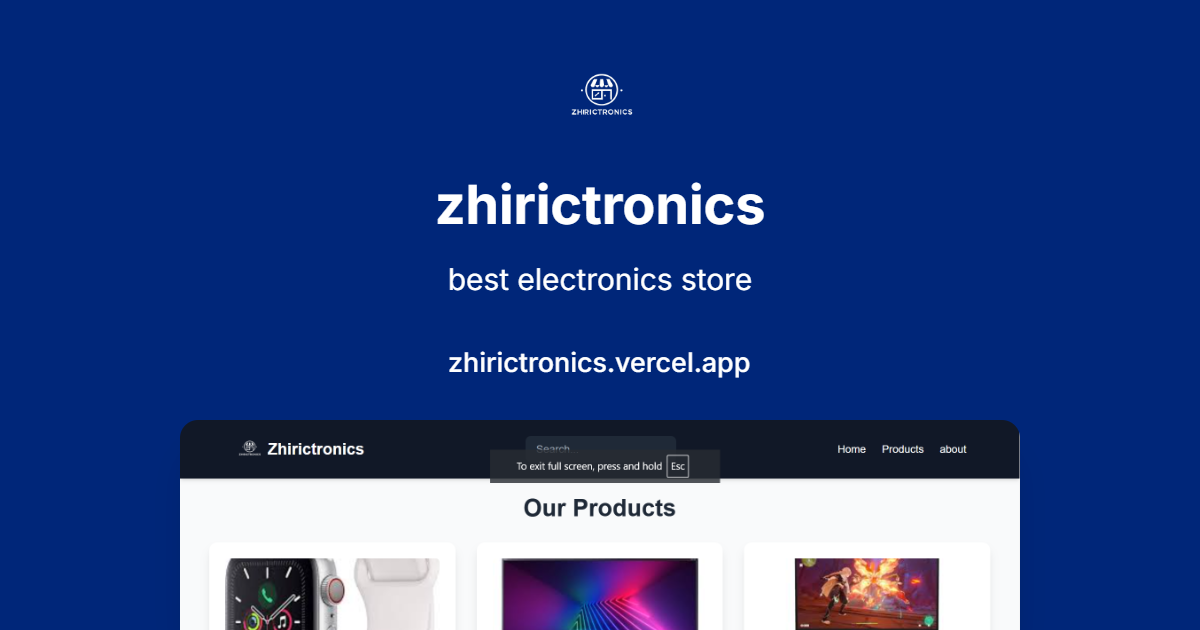 ZHIRICTRONICS
zhirictronics
best electronics store
zhirictronics.vercel.app
Zhirictronics
Search...
Home
Products
about
To exit full screen, press and hold Esc
Our Products